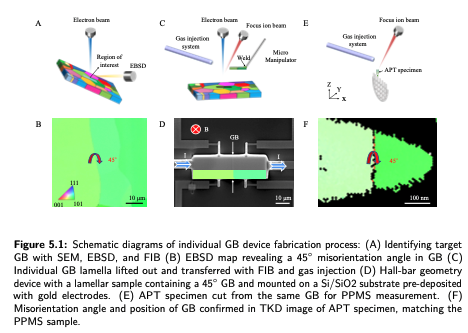 A
Electron beam
Region of
interest
EBSD
C
Electron beam
Focus ion beam
Gas injection
system
Weld
Micro
Manipulator
E
Focus ion beam
Gas injection
system
APT specimen
Z
Y
X
B
45°
111
001
101
10 μm
D
B
GB
I
I
10 μm
F
45°
100 nm
Figure 5.1: Schematic diagrams of individual GB device fabrication process: (A) Identifying target
GB with SEM, EBSD, and FIB (B) EBSD map revealing a 45° misorientation angle in GB (C)
Individual GB lamella lifted out and transferred with FIB and gas injection (D) Hall-bar geometry
device with a lamellar sample containing a 45° GB and mounted on a Si/SiO2 substrate pre-deposited
with gold electrodes. (E) APT specimen cut from the same GB for PPMS measurement. (F)
Misorientation angle and position of GB confirmed in TKD image of APT specimen, matching the
PPMS sample.